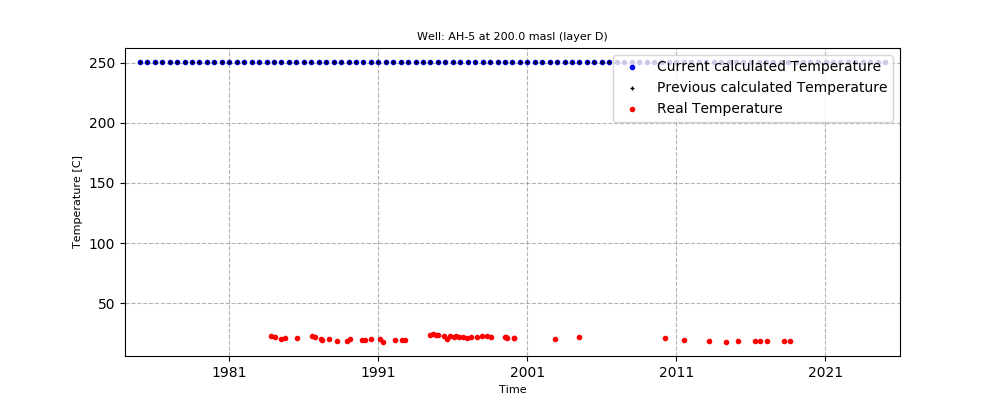 Well: AH-5 at 200.0 masl (layer D)
Current calculated Temperature
Previous calculated Temperature
Real Temperature
Temperature [C]
250
200
150
100
50
1981
1991
2001
2011
2021
Time